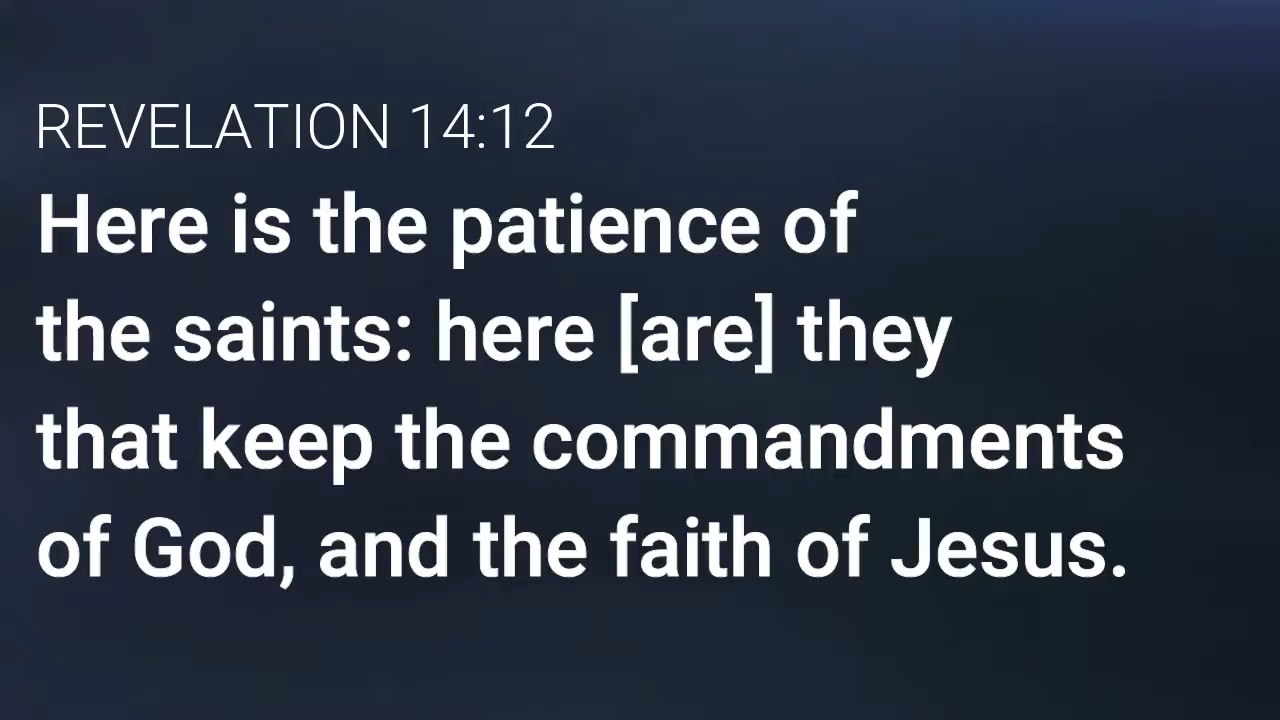 REVELATION 14:12
Here is the patience of
the saints: here [are] they
that keep the commandments
of God, and the faith of Jesus.